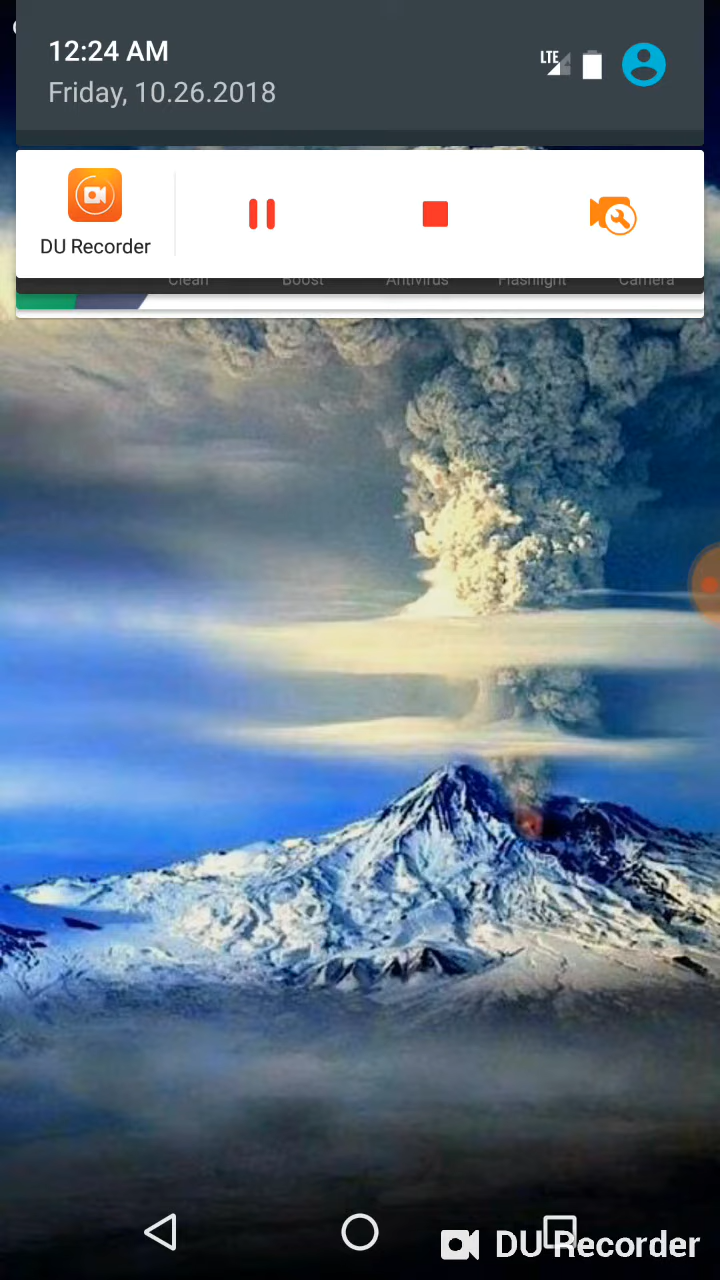 12:24 AM
LTE
Friday, 10.26.2018
DU Recorder
Clean Boost Antivirus Flashlight Camera
DU Recorder